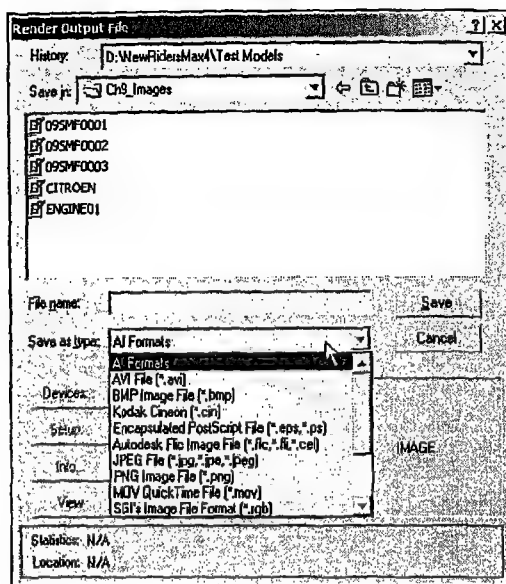 Render Output File
History: D:\NewRidersMax4\Test Models
Save in: Ch9_Images
09SMF0001
09SMF0002
09SMF0003
CITROEN
ENGINE01
File name: Save
Save as type: All Formats Cancel
All Formats
AVI File (*.avi)
BMP Image File (*.bmp)
Kodak Cineon (*.cin)
Encapsulated PostScript File (*.eps,*.ps)
Autodesk Flic Image File (*.flc,*.fli,*.cel)
JPEG File (*.jpg,*.jpe,*.jpeg)
PNG Image File (*.png)
MOV QuickTime File (*.mov)
SGI's Image File Format (*.rgb)
Devices...
Setup...
Info...
View
IMAGE
Statistics: N/A
Location: N/A